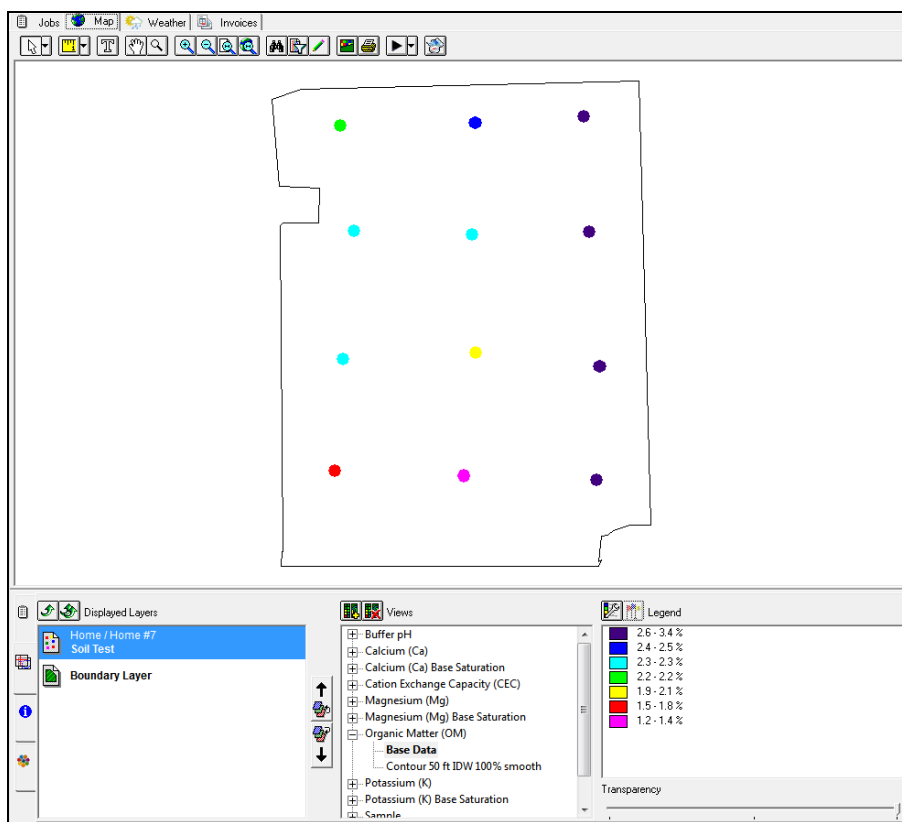 Jobs Map Weather Invoices
T
Displayed Layers
Home / Home #7
Soil Test
Boundary Layer
Views
Buffer pH
Calcium (Ca)
Calcium (Ca) Base Saturation
Cation Exchange Capacity (CEC)
Magnesium (Mg)
Magnesium (Mg) Base Saturation
Organic Matter (OM)
Base Data
Contour 50 ft IDW 100% smooth
Potassium (K)
Potassium (K) Base Saturation
Sample
Legend
2.6 - 3.4 %
2.4 - 2.5 %
2.3 - 2.3 %
2.2 - 2.2 %
1.9 - 2.1 %
1.5 - 1.8 %
1.2 - 1.4 %
Transparency